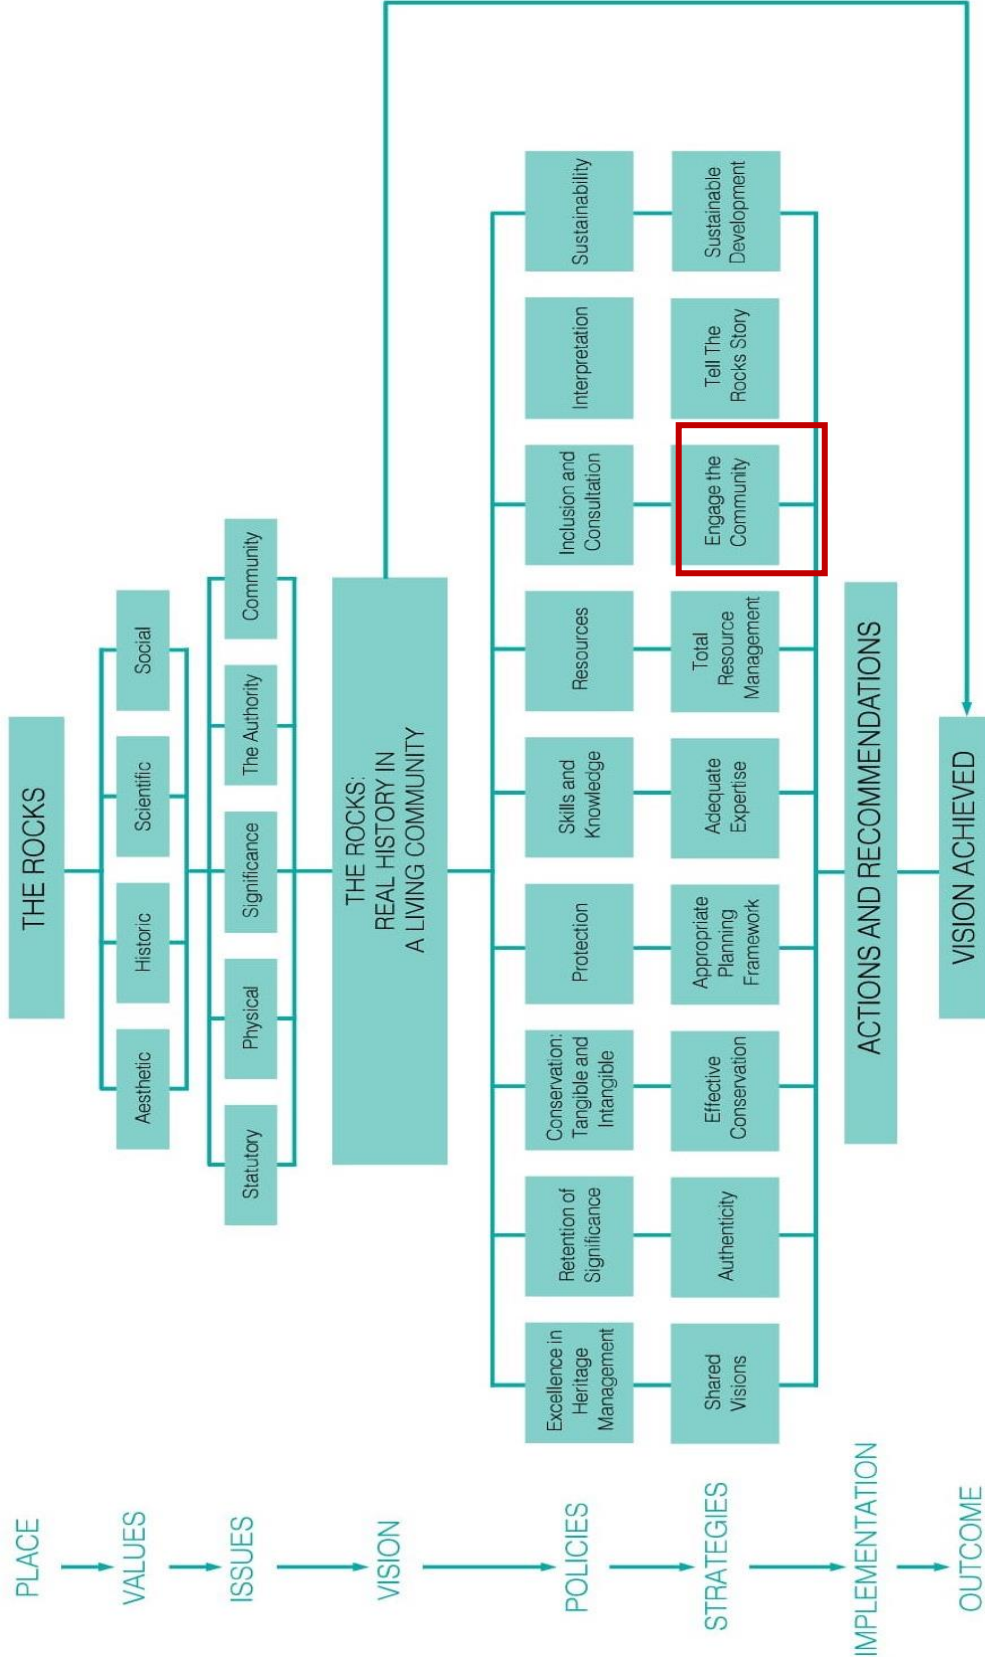 PLACE
THE ROCKS
VALUES
Aesthetic
Historic
Scientific
Social
ISSUES
Statutory
Physical
Significance
The Authority
Community
VISION
THE ROCKS:
REAL HISTORY IN
A LIVING COMMUNITY
POLICIES
Excellence in
Heritage
Management
Retention of
Significance
Conservation:
Tangible and
Intangible
Protection
Skills and
Knowledge
Resources
Inclusion and
Consultation
Interpretation
Sustainability
STRATEGIES
Shared
Visions
Authenticity
Effective
Conservation
Appropriate
Planning
Framework
Adequate
Expertise
Total
Resource
Management
Engage the
Community
Tell The
Rocks Story
Sustainable
Development
IMPLEMENTATION
ACTIONS AND RECOMMENDATIONS
OUTCOME
VISION ACHIEVED